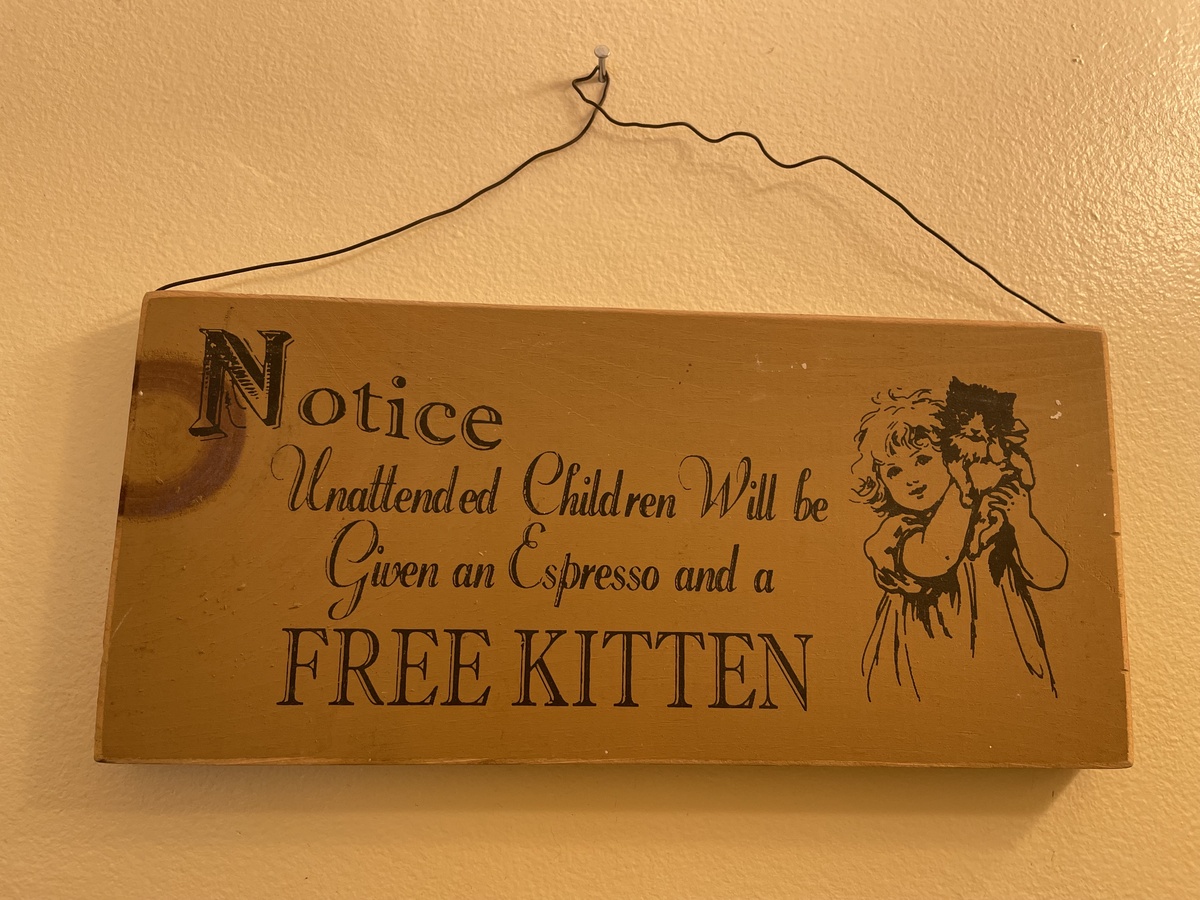 Notice
Unattended Children Will be
Given an Espresso and a
FREE KITTEN